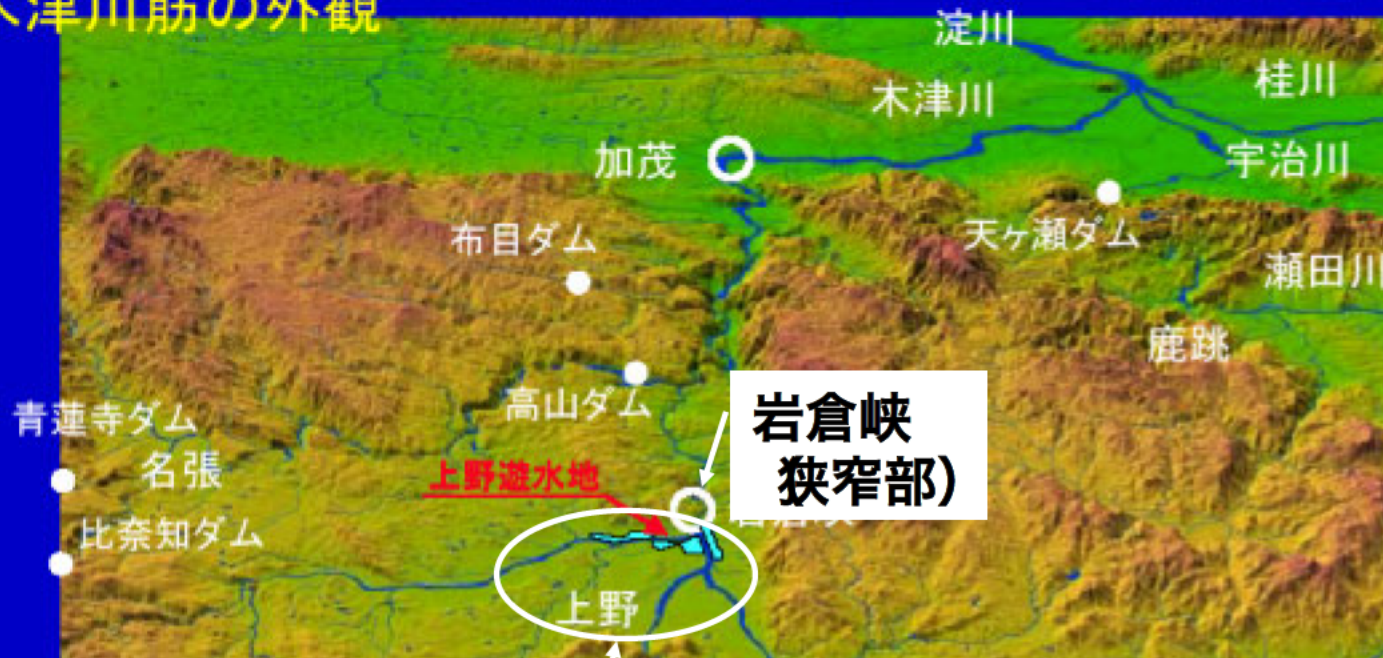 津川筋の外観
淀川
桂川
木津川
加茂
宇治川
布目ダム
天ヶ瀬ダム
瀬田川
鹿跳
高山ダム
岩倉峡
狭窄部）
青蓮寺ダム
名張
上野遊水地
比奈知ダム
上野